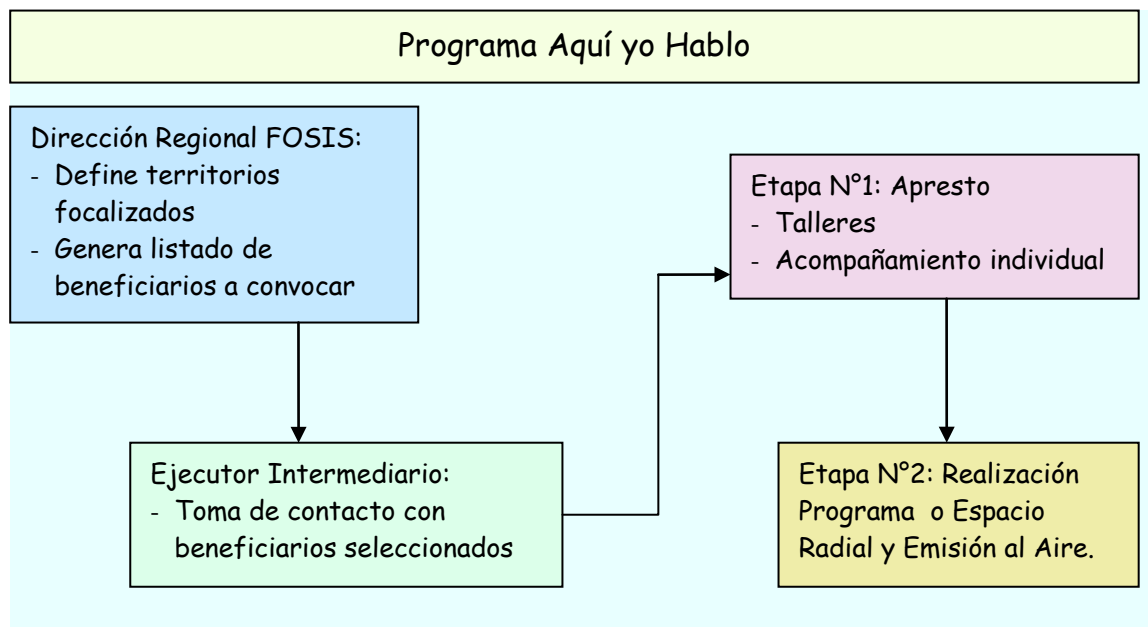 Programa Aquí yo Hablo
Dirección Regional FOSIS:
- Define territorios
focalizados
- Genera listado de
beneficiarios a convocar
Ejecutor Intermediario:
- Toma de contacto con
beneficiarios seleccionados
Etapa N°1: Apresto
- Talleres
- Acompañamiento individual
Etapa N°2: Realización
Programa o Espacio
Radial y Emisión al Aire.